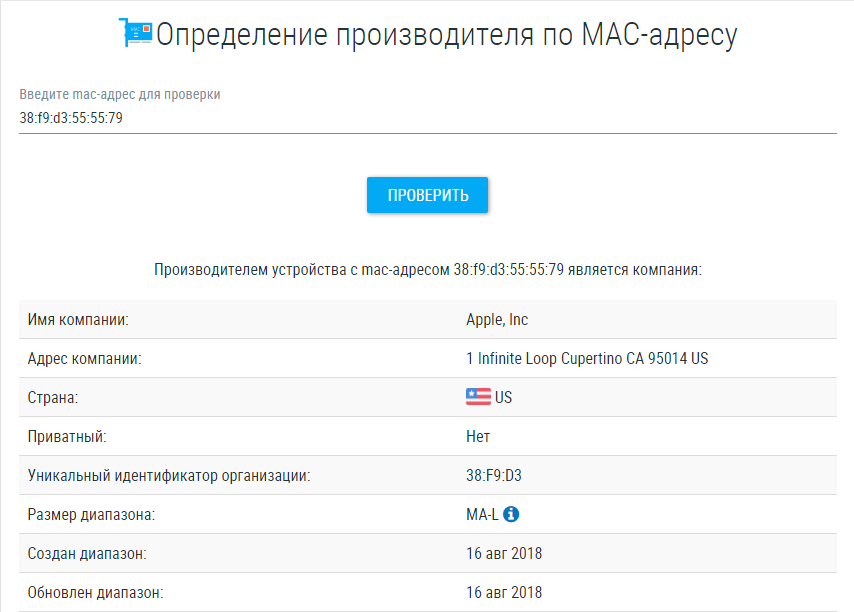 Определение производителя по MAC-адресу
Введите mac-адрес для проверки
38:f9:d3:55:55:79
ПРОВЕРИТЬ
Производителем устройства с mac-адресом 38:f9:d3:55:55:79 является компания:
Имя компании: Apple, Inc
Адрес компании: 1 Infinite Loop Cupertino CA 95014 US
Страна: US
Приватный: Нет
Уникальный идентификатор организации: 38:F9:D3
Размер диапазона: MA-L
Создан диапазон: 16 авг 2018
Обновлен диапазон: 16 авг 2018